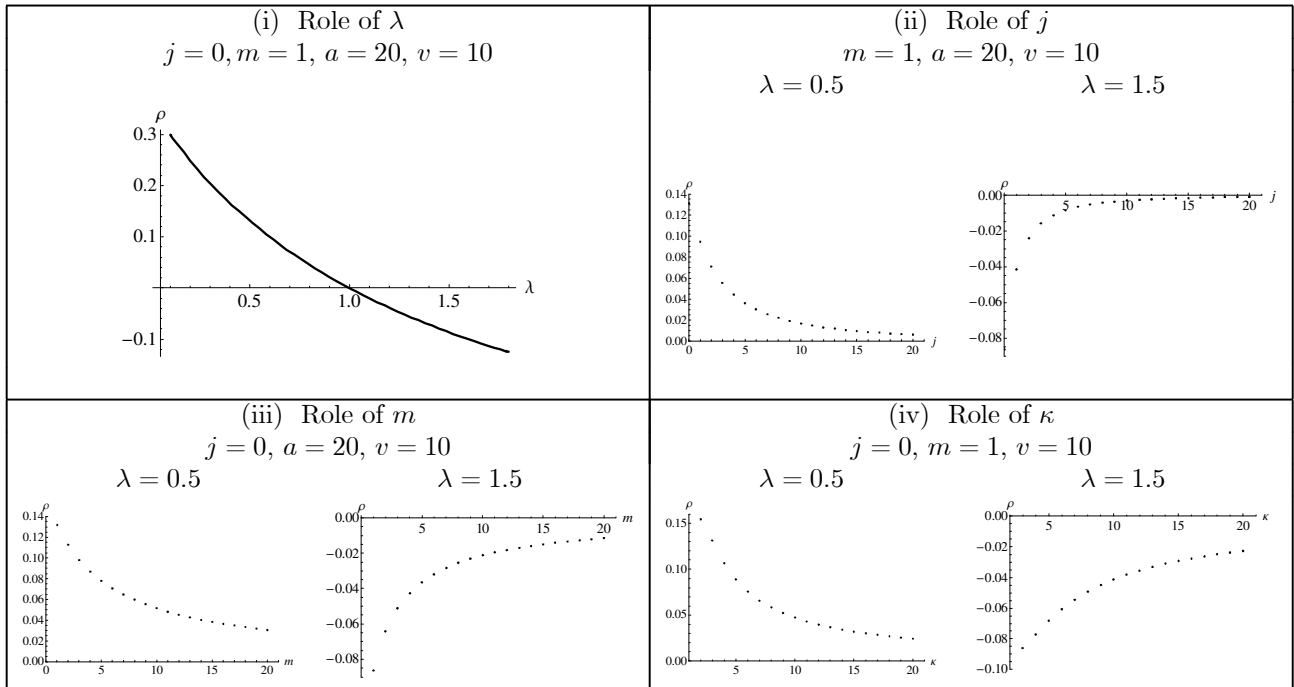 (i) Role of λ
j = 0, m = 1, a = 20, v = 10
ρ
0.3
0.2
0.1
-0.1
0.5 1.0 1.5 λ
(ii) Role of j
m = 1, a = 20, v = 10
λ = 0.5 λ = 1.5
ρ
0.14
0.12
0.10
0.08
0.06
0.04
0.02
0.00
0 5 10 15 20 j
ρ
0.00
5 10 15 20 j
-0.02
-0.04
-0.06
-0.08
(iii) Role of m
j = 0, a = 20, v = 10
λ = 0.5 λ = 1.5
ρ
0.14
0.12
0.10
0.08
0.06
0.04
0.02
0.00
0 5 10 15 20 m
ρ
0.00
5 10 15 20 m
-0.02
-0.04
-0.06
-0.08
(iv) Role of κ
j = 0, m = 1, v = 10
λ = 0.5 λ = 1.5
ρ
0.15
0.10
0.05
0.00
5 10 15 20 κ
ρ
0.00
5 10 15 20 κ
-0.02
-0.04
-0.06
-0.08
-0.10